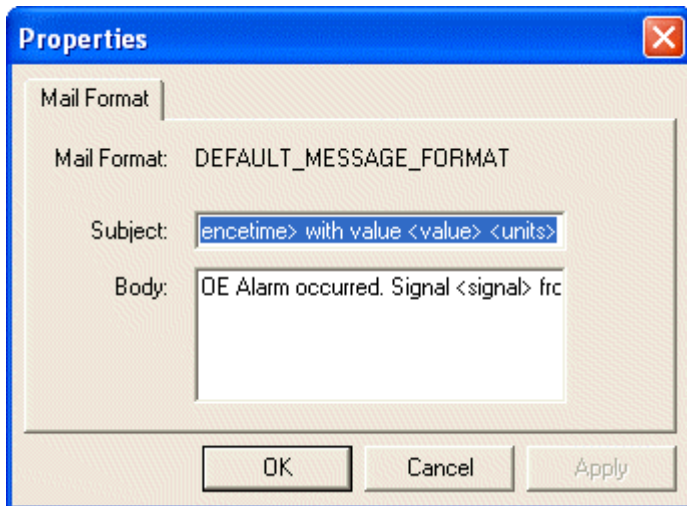 Properties
Mail Format
Mail Format: DEFAULT_MESSAGE_FORMAT
Subject: encetime> with value <value> <units>
Body: OE Alarm occurred. Signal <signal> frc
OK Cancel Apply